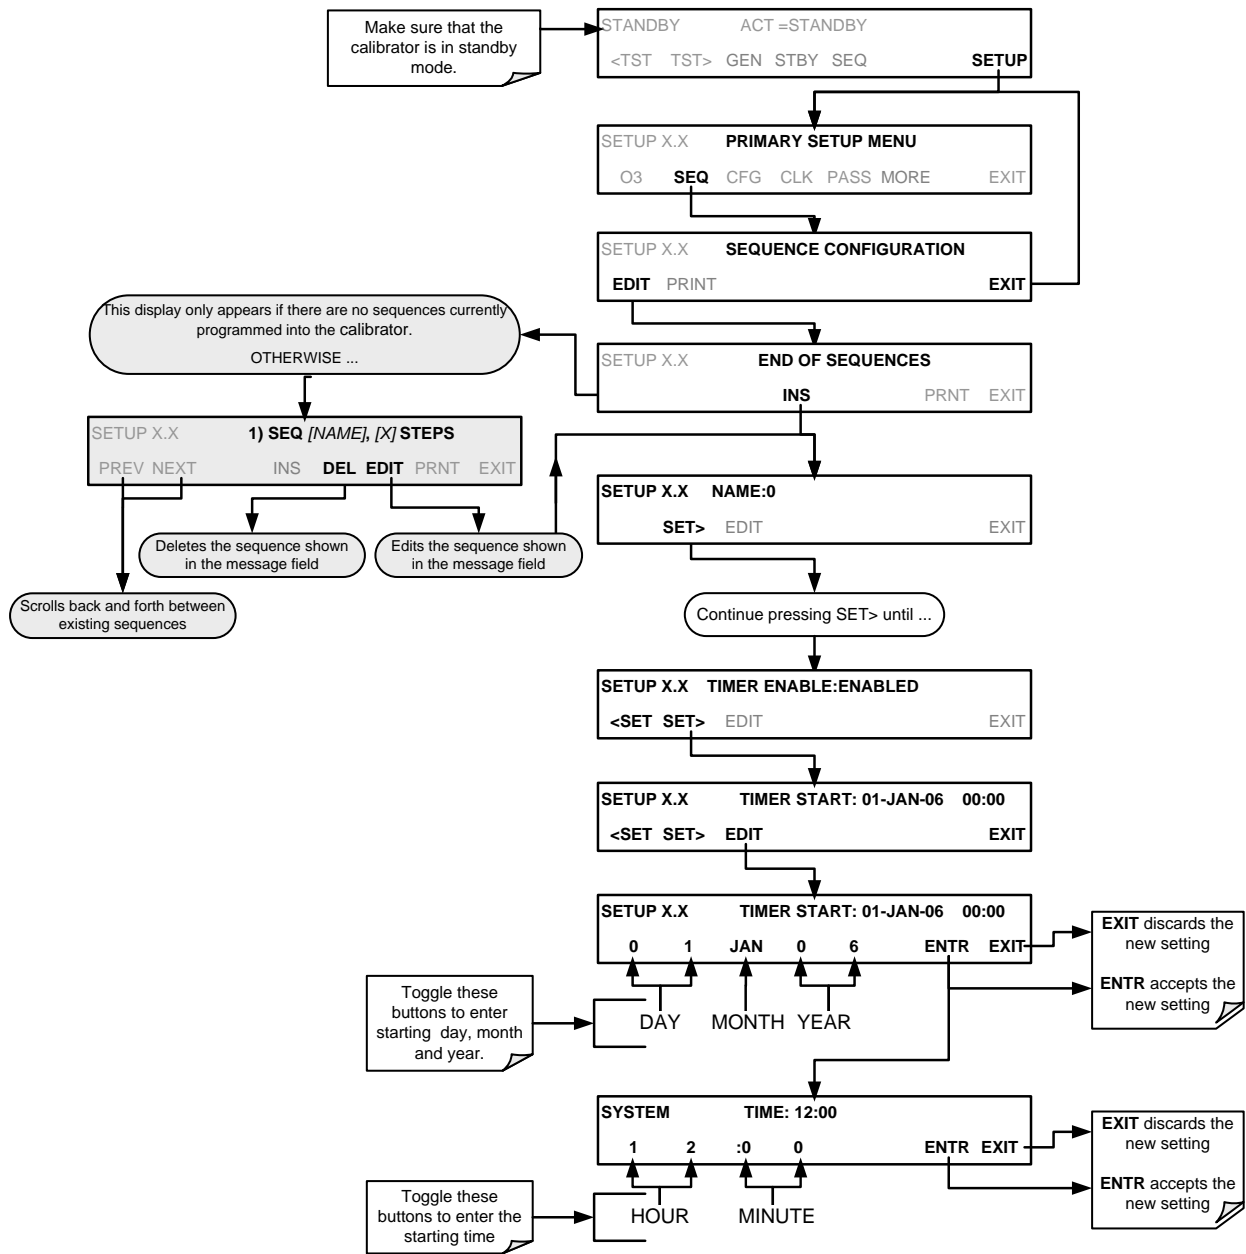 Make sure that the
calibrator is in standby
mode.
STANDBY ACT =STANDBY
<TST TST> GEN STBY SEQ SETUP
SETUP X.X PRIMARY SETUP MENU
O3 SEQ CFG CLK PASS MORE EXIT
SETUP X.X SEQUENCE CONFIGURATION
EDIT PRINT EXIT
This display only appears if there are no sequences currently
programmed into the calibrator.
OTHERWISE ...
SETUP X.X END OF SEQUENCES
INS PRNT EXIT
SETUP X.X 1) SEQ [NAME], [X] STEPS
PREV NEXT INS DEL EDIT PRNT EXIT
Deletes the sequence shown
in the message field
Edits the sequence shown
in the message field
Scrolls back and forth between
existing sequences
SETUP X.X NAME:0
SET> EDIT EXIT
Continue pressing SET> until ...
SETUP X.X TIMER ENABLE:ENABLED
<SET SET> EDIT EXIT
SETUP X.X TIMER START: 01-JAN-06 00:00
<SET SET> EDIT EXIT
SETUP X.X TIMER START: 01-JAN-06 00:00
0 1 JAN 0 6 ENTR EXIT
EXIT discards the
new setting
ENTR accepts the
new setting
Toggle these
buttons to enter
starting day, month
and year.
DAY MONTH YEAR
SYSTEM TIME: 12:00
1 2 :0 0 ENTR EXIT
EXIT discards the
new setting
ENTR accepts the
new setting
Toggle these
buttons to enter the
starting time
HOUR MINUTE